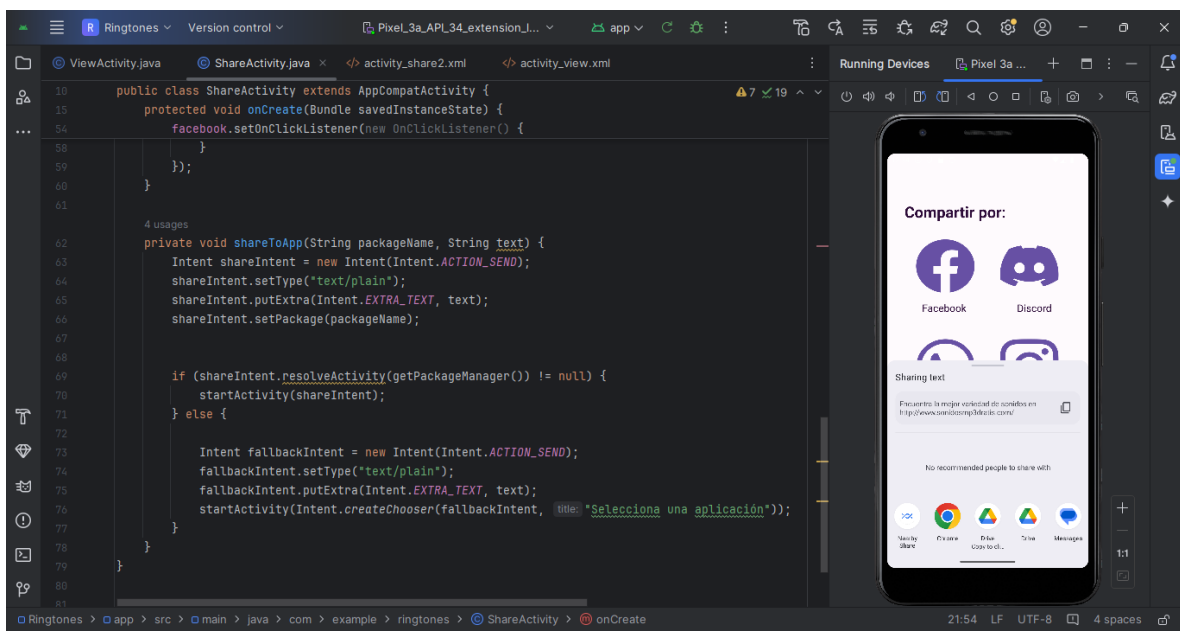 R Ringtones Version control Pixel_3a_API_34_extension_l... app
ViewActivity.java ShareActivity.java activity_share2.xml activity_view.xml
Running Devices Pixel 3a ...
10 public class ShareActivity extends AppCompatActivity {
7 19
15 protected void onCreate(Bundle savedInstanceState) {
54 facebook.setOnClickListener(new OnClickListener() {
58 }
59 });
60 }
61
4 usages
62 private void shareToApp(String packageName, String text) {
63 Intent shareIntent = new Intent(Intent.ACTION_SEND);
64 shareIntent.setType("text/plain");
65 shareIntent.putExtra(Intent.EXTRA_TEXT, text);
66 shareIntent.setPackage(packageName);
67
68
69 if (shareIntent.resolveActivity(getPackageManager()) != null) {
70 startActivity(shareIntent);
71 } else {
72
73 Intent fallbackIntent = new Intent(Intent.ACTION_SEND);
74 fallbackIntent.setType("text/plain");
75 fallbackIntent.putExtra(Intent.EXTRA_TEXT, text);
76 startActivity(Intent.createChooser(fallbackIntent, title: "Selecciona una aplicación"));
77 }
78 }
79 }
80
81
Compartir por:
Facebook Discord
Sharing text
Encuentra la mejor variedad de sonidos en
No recommended people to share with
Nearby Share
Chrome
Drive
Copy to cli...
Drive
Messages
1:1
Ringtones > app > src > main > java > com > example > ringtones > ShareActivity > onCreate
21:54 LF UTF-8 4 spaces